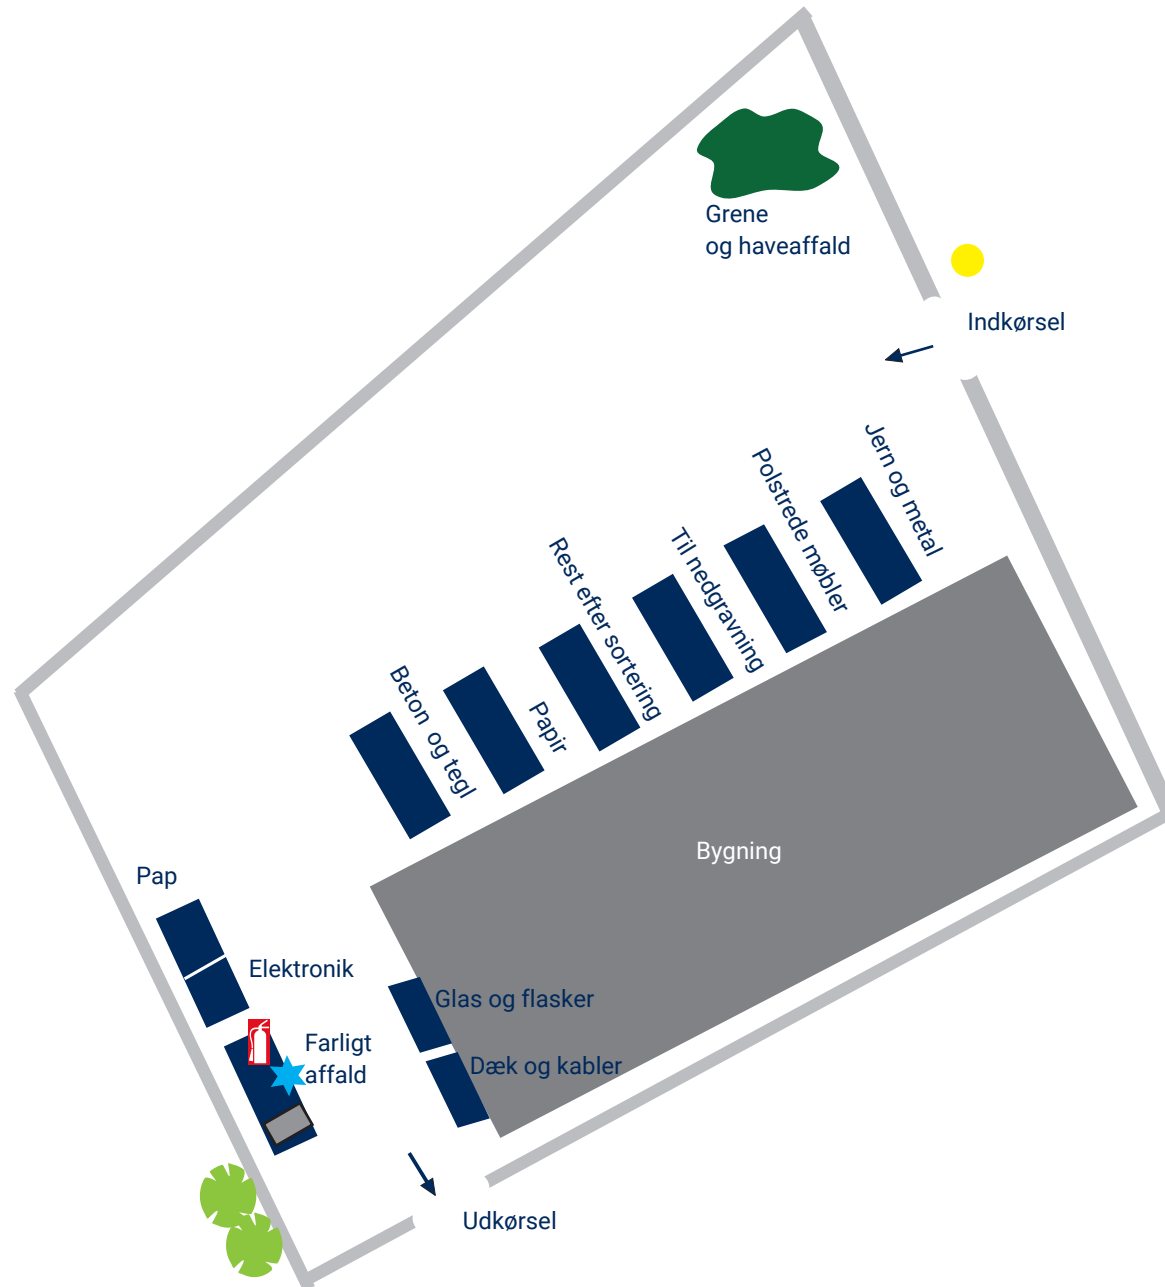 Grene
og haveaffald
Indkørsel
Jern og metal
Polstrede møbler
Til nedgravning
Rest efter sortering
Papir
Beton og tegl
Bygning
Pap
Elektronik
Glas og flasker
Farligt
affald
Dæk og kabler
Udkørsel